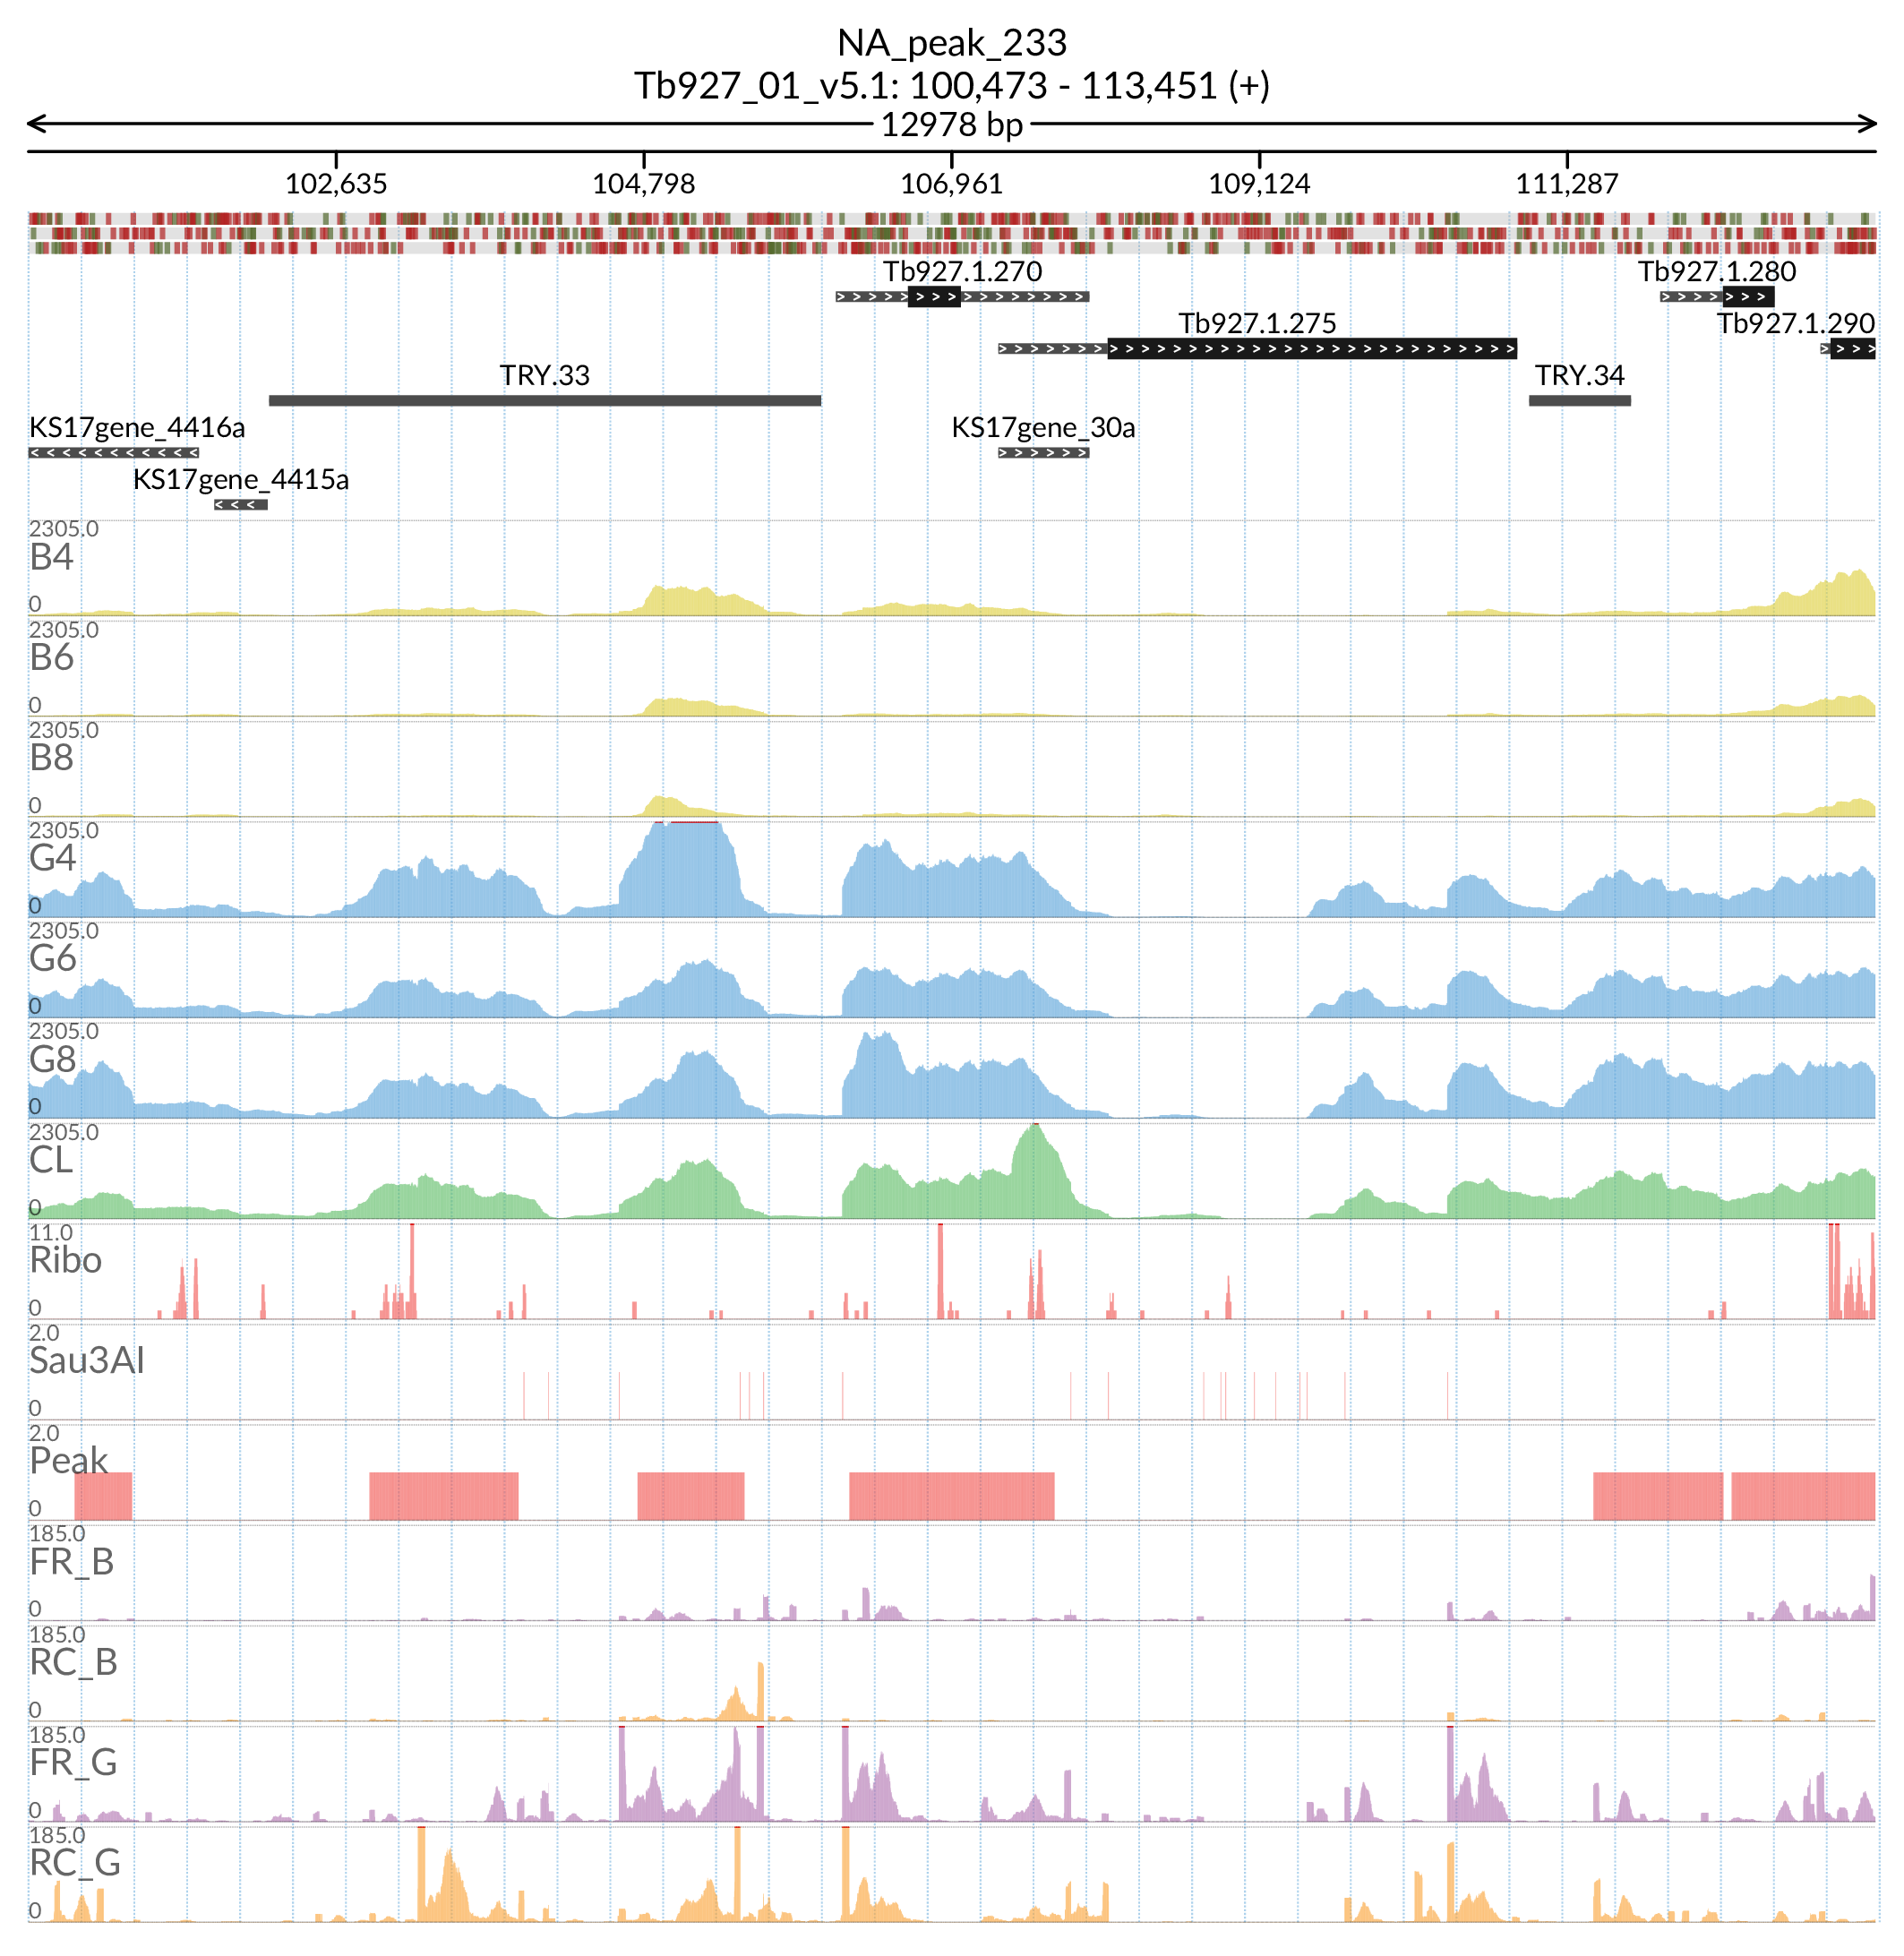 NA_peak_233
Tb927_01_v5.1: 100,473 - 113,451 (+)
12978 bp
102,635 104,798 106,961 109,124 111,287
Tb927.1.270 Tb927.1.280
Tb927.1.275 Tb927.1.290
TRY.33 TRY.34
KS17gene_4416a KS17gene_30a
KS17gene_4415a
2305.0
B4
0
2305.0
B6
0
2305.0
B8
0
2305.0
G4
0
2305.0
G6
0
2305.0
G8
0
2305.0
CL
0
11.0
Ribo
0
2.0
Sau3AI
0
2.0
Peak
0
185.0
FR_B
0
185.0
RC_B
0
185.0
FR_G
0
185.0
RC_G
0